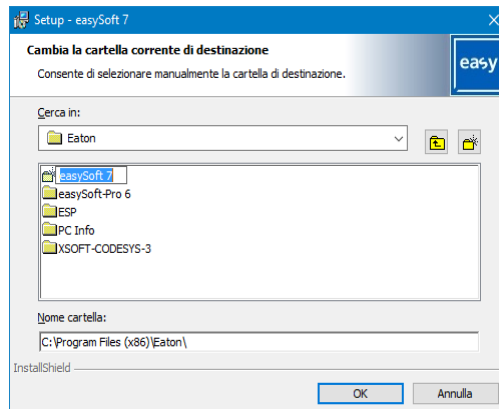 Setup - easySoft 7
Cambia la cartella corrente di destinazione
Consente di selezionare manualmente la cartella di destinazione.
easy
Cerca in:
Eaton
easySoft 7
easySoft-Pro 6
ESP
PC Info
XSOFT-CODESYS-3
Nome cartella:
C:\Program Files (x86)\Eaton\
InstallShield
OK
Annulla